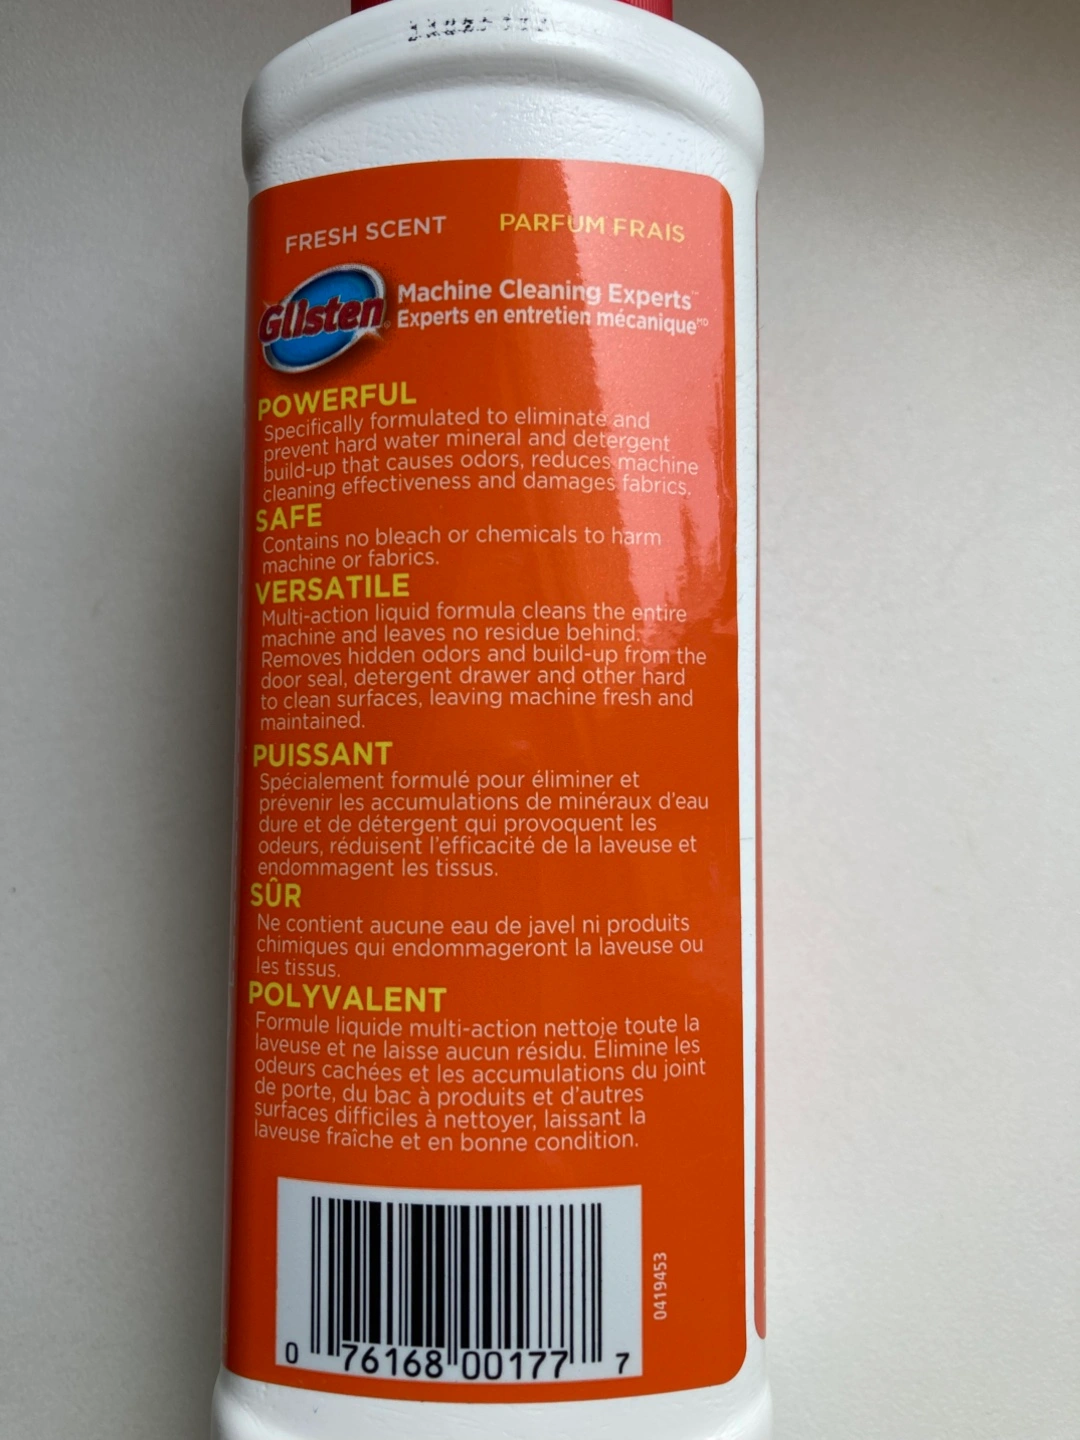 FRESH SCENT PARFUM FRAIS
Glisten®
Machine Cleaning Experts™
Experts en entretien mécaniqueMD
POWERFUL
Specifically formulated to eliminate and
prevent hard water mineral and detergent
build-up that causes odors, reduces machine
cleaning effectiveness and damages fabrics.
SAFE
Contains no bleach or chemicals to harm
machine or fabrics.
VERSATILE
Multi-action liquid formula cleans the entire
machine and leaves no residue behind.
Removes hidden odors and build-up from the
door seal, detergent drawer and other hard
to clean surfaces, leaving machine fresh and
maintained.
PUISSANT
Spécialement formulé pour éliminer et
prévenir les accumulations de minéraux d'eau
dure et de détergent qui provoquent les
odeurs, réduisent l'efficacité de la laveuse et
endommagent les tissus.
SÛR
Ne contient aucune eau de javel ni produits
chimiques qui endommageront la laveuse ou
les tissus.
POLYVALENT
Formule liquide multi-action nettoie toute la
laveuse et ne laisse aucun résidu. Élimine les
odeurs cachées et les accumulations du joint
de porte, du bac à produits et d'autres
surfaces difficiles à nettoyer, laissant la
laveuse fraîche et en bonne condition.
0419453
0 76168 00177 7